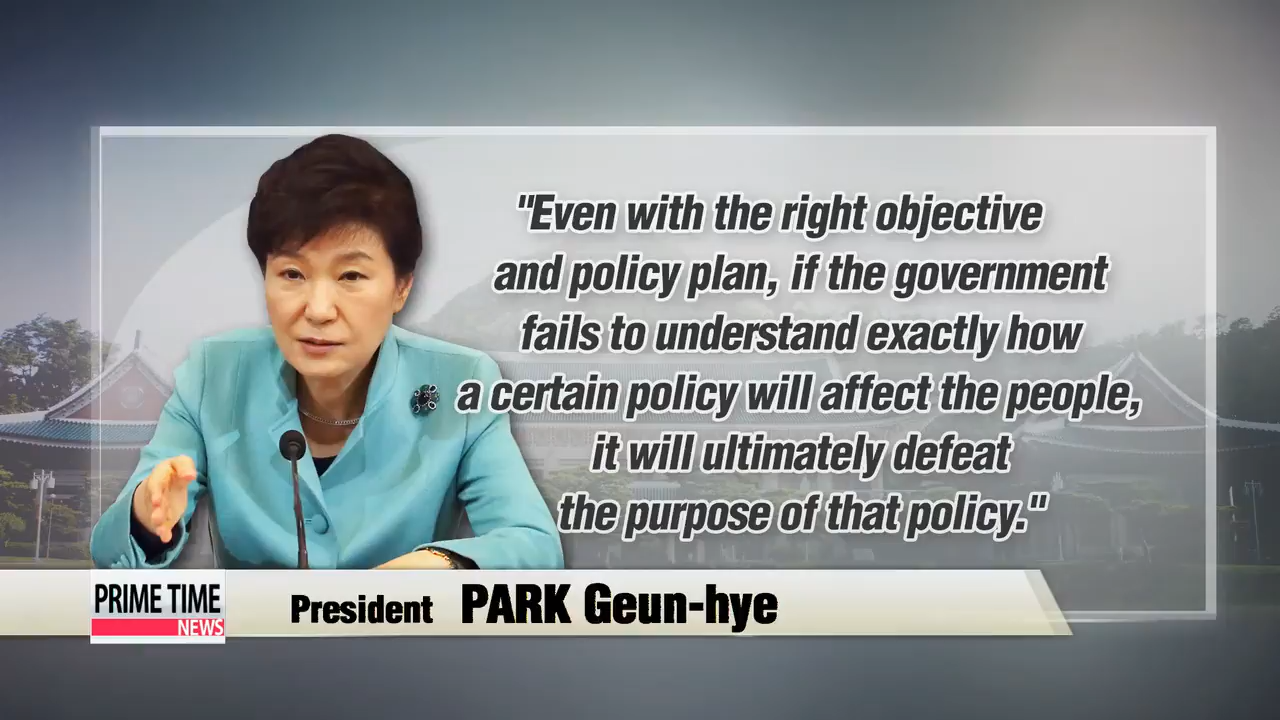 "Even with the right objective
and policy plan, if the government
fails to understand exactly how
a certain policy will affect the people,
it will ultimately defeat
the purpose of that policy."
PRIME TIME
NEWS
President PARK Geun-hye